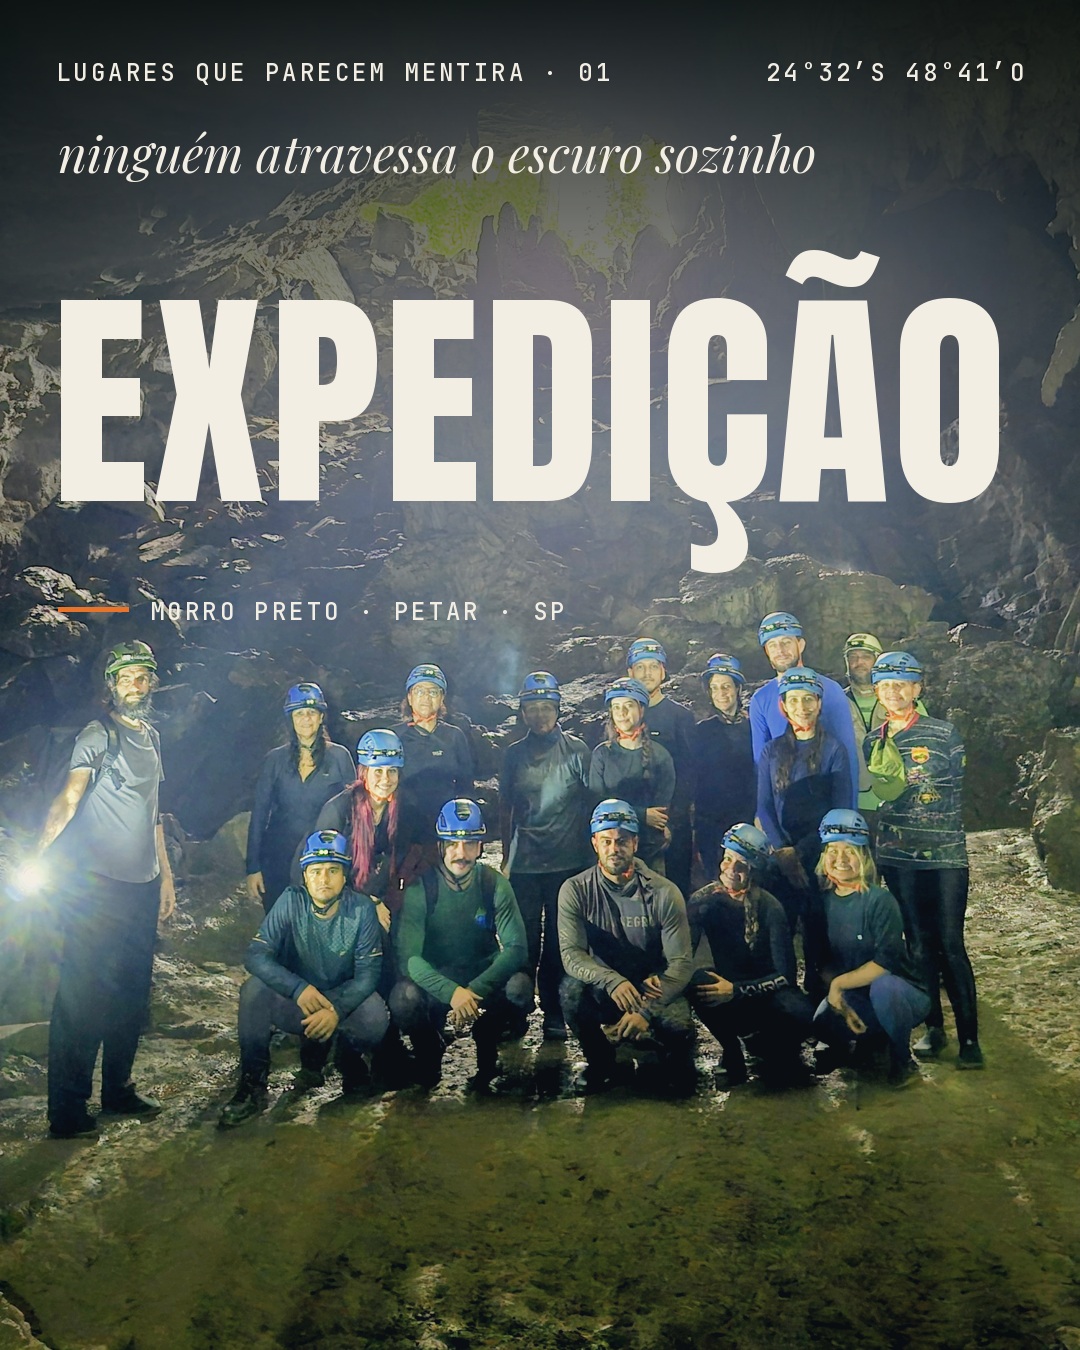 LUGARES QUE PARECEM MENTIRA · 01
24°32’S 48°41’O
ninguém atravessa o escuro sozinho
EXPEDIÇÃO
MORRO PRETO · PETAR · SP